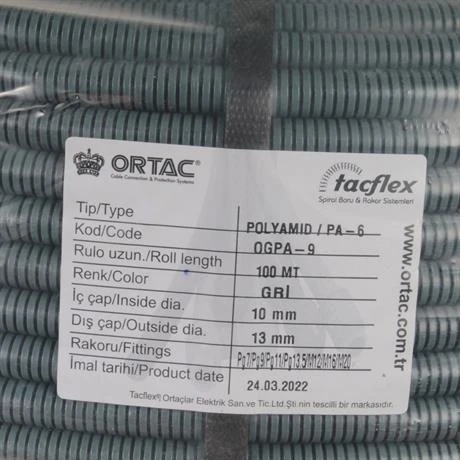 ORTAC®
Cable Connection & Protection Systems
tacflex
Spiral Boru & Rakor Sistemleri
Tip/Type POLYAMID / PA-6
Kod/Code OGPA-9
Rulo uzun./Roll length 100 MT
Renk/Color GRİ
İç çap/Inside dia. 10 mm
Dış çap/Outside dia. 13 mm
Rakoru/Fittings Pg7/Pg9/Pg11/Pg13.5/M12/M16/M20
İmal tarihi/Product date 24.03.2022
Tacflex® Ortaçlar Elektrik San.ve Tic.Ltd.Şti nin tescilli bir markasıdır.
www.ortac.com.tr